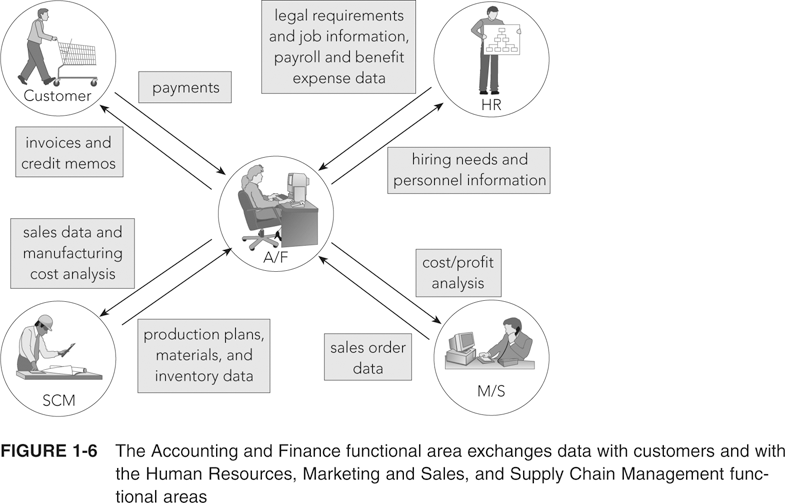 legal requirements
and job information,
payroll and benefit
expense data
Customer
payments
HR
invoices and
credit memos
hiring needs and
personnel information
sales data and
manufacturing
cost analysis
A/F
cost/profit
analysis
production plans,
materials, and
inventory data
sales order
data
SCM
M/S
FIGURE 1-6 The Accounting and Finance functional area exchanges data with customers and with
the Human Resources, Marketing and Sales, and Supply Chain Management func-
tional areas